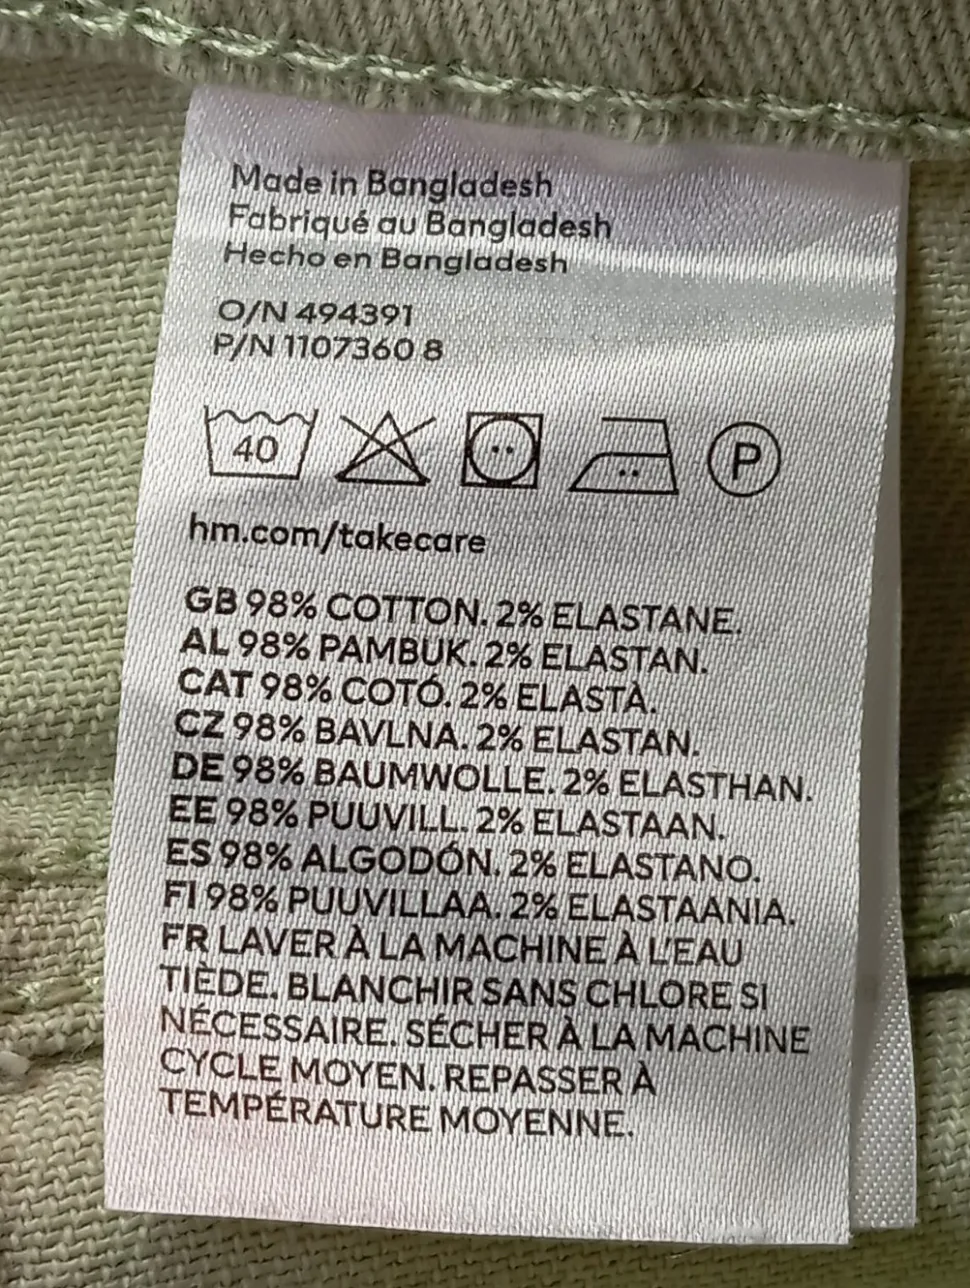 Made in Bangladesh
Fabriqué au Bangladesh
Hecho en Bangladesh
O/N 494391
P/N 1107360 8
40 P
hm.com/takecare
GB 98% COTTON. 2% ELASTANE.
AL 98% PAMBUK. 2% ELASTAN.
CAT 98% COTÓ. 2% ELASTÀ.
CZ 98% BAVLNA. 2% ELASTAN.
DE 98% BAUMWOLLE. 2% ELASTHAN.
EE 98% PUUVILL. 2% ELASTAAN.
ES 98% ALGODÓN. 2% ELASTANO.
FI 98% PUUVILLAA. 2% ELASTAANIA.
FR LAVER À LA MACHINE À L'EAU
TIÈDE. BLANCHIR SANS CHLORE SI
NÉCESSAIRE. SÉCHER À LA MACHINE
CYCLE MOYEN. REPASSER À
TEMPÉRATURE MOYENNE.